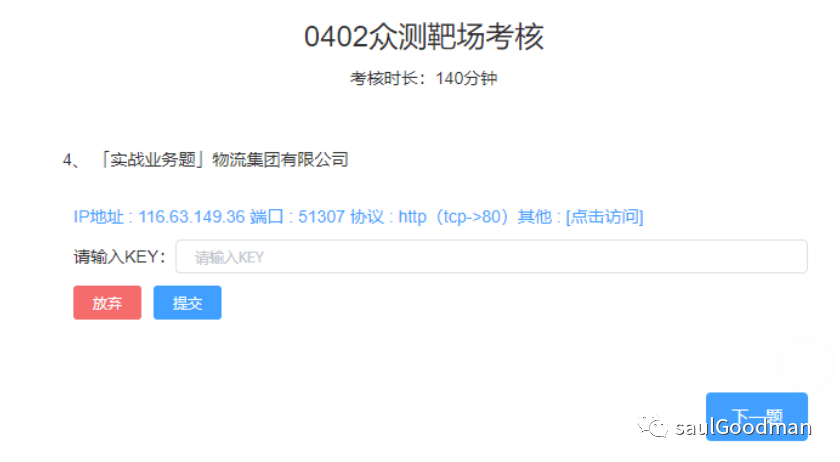 0402众测靶场考核
考核时长：140分钟
4、 「实战业务题」物流集团有限公司
IP地址 : 116.63.149.36 端口 : 51307 协议 : http（tcp->80）其他 : [点击访问]
请输入KEY： 请输入KEY
放弃 提交
下一题
saulGoodman